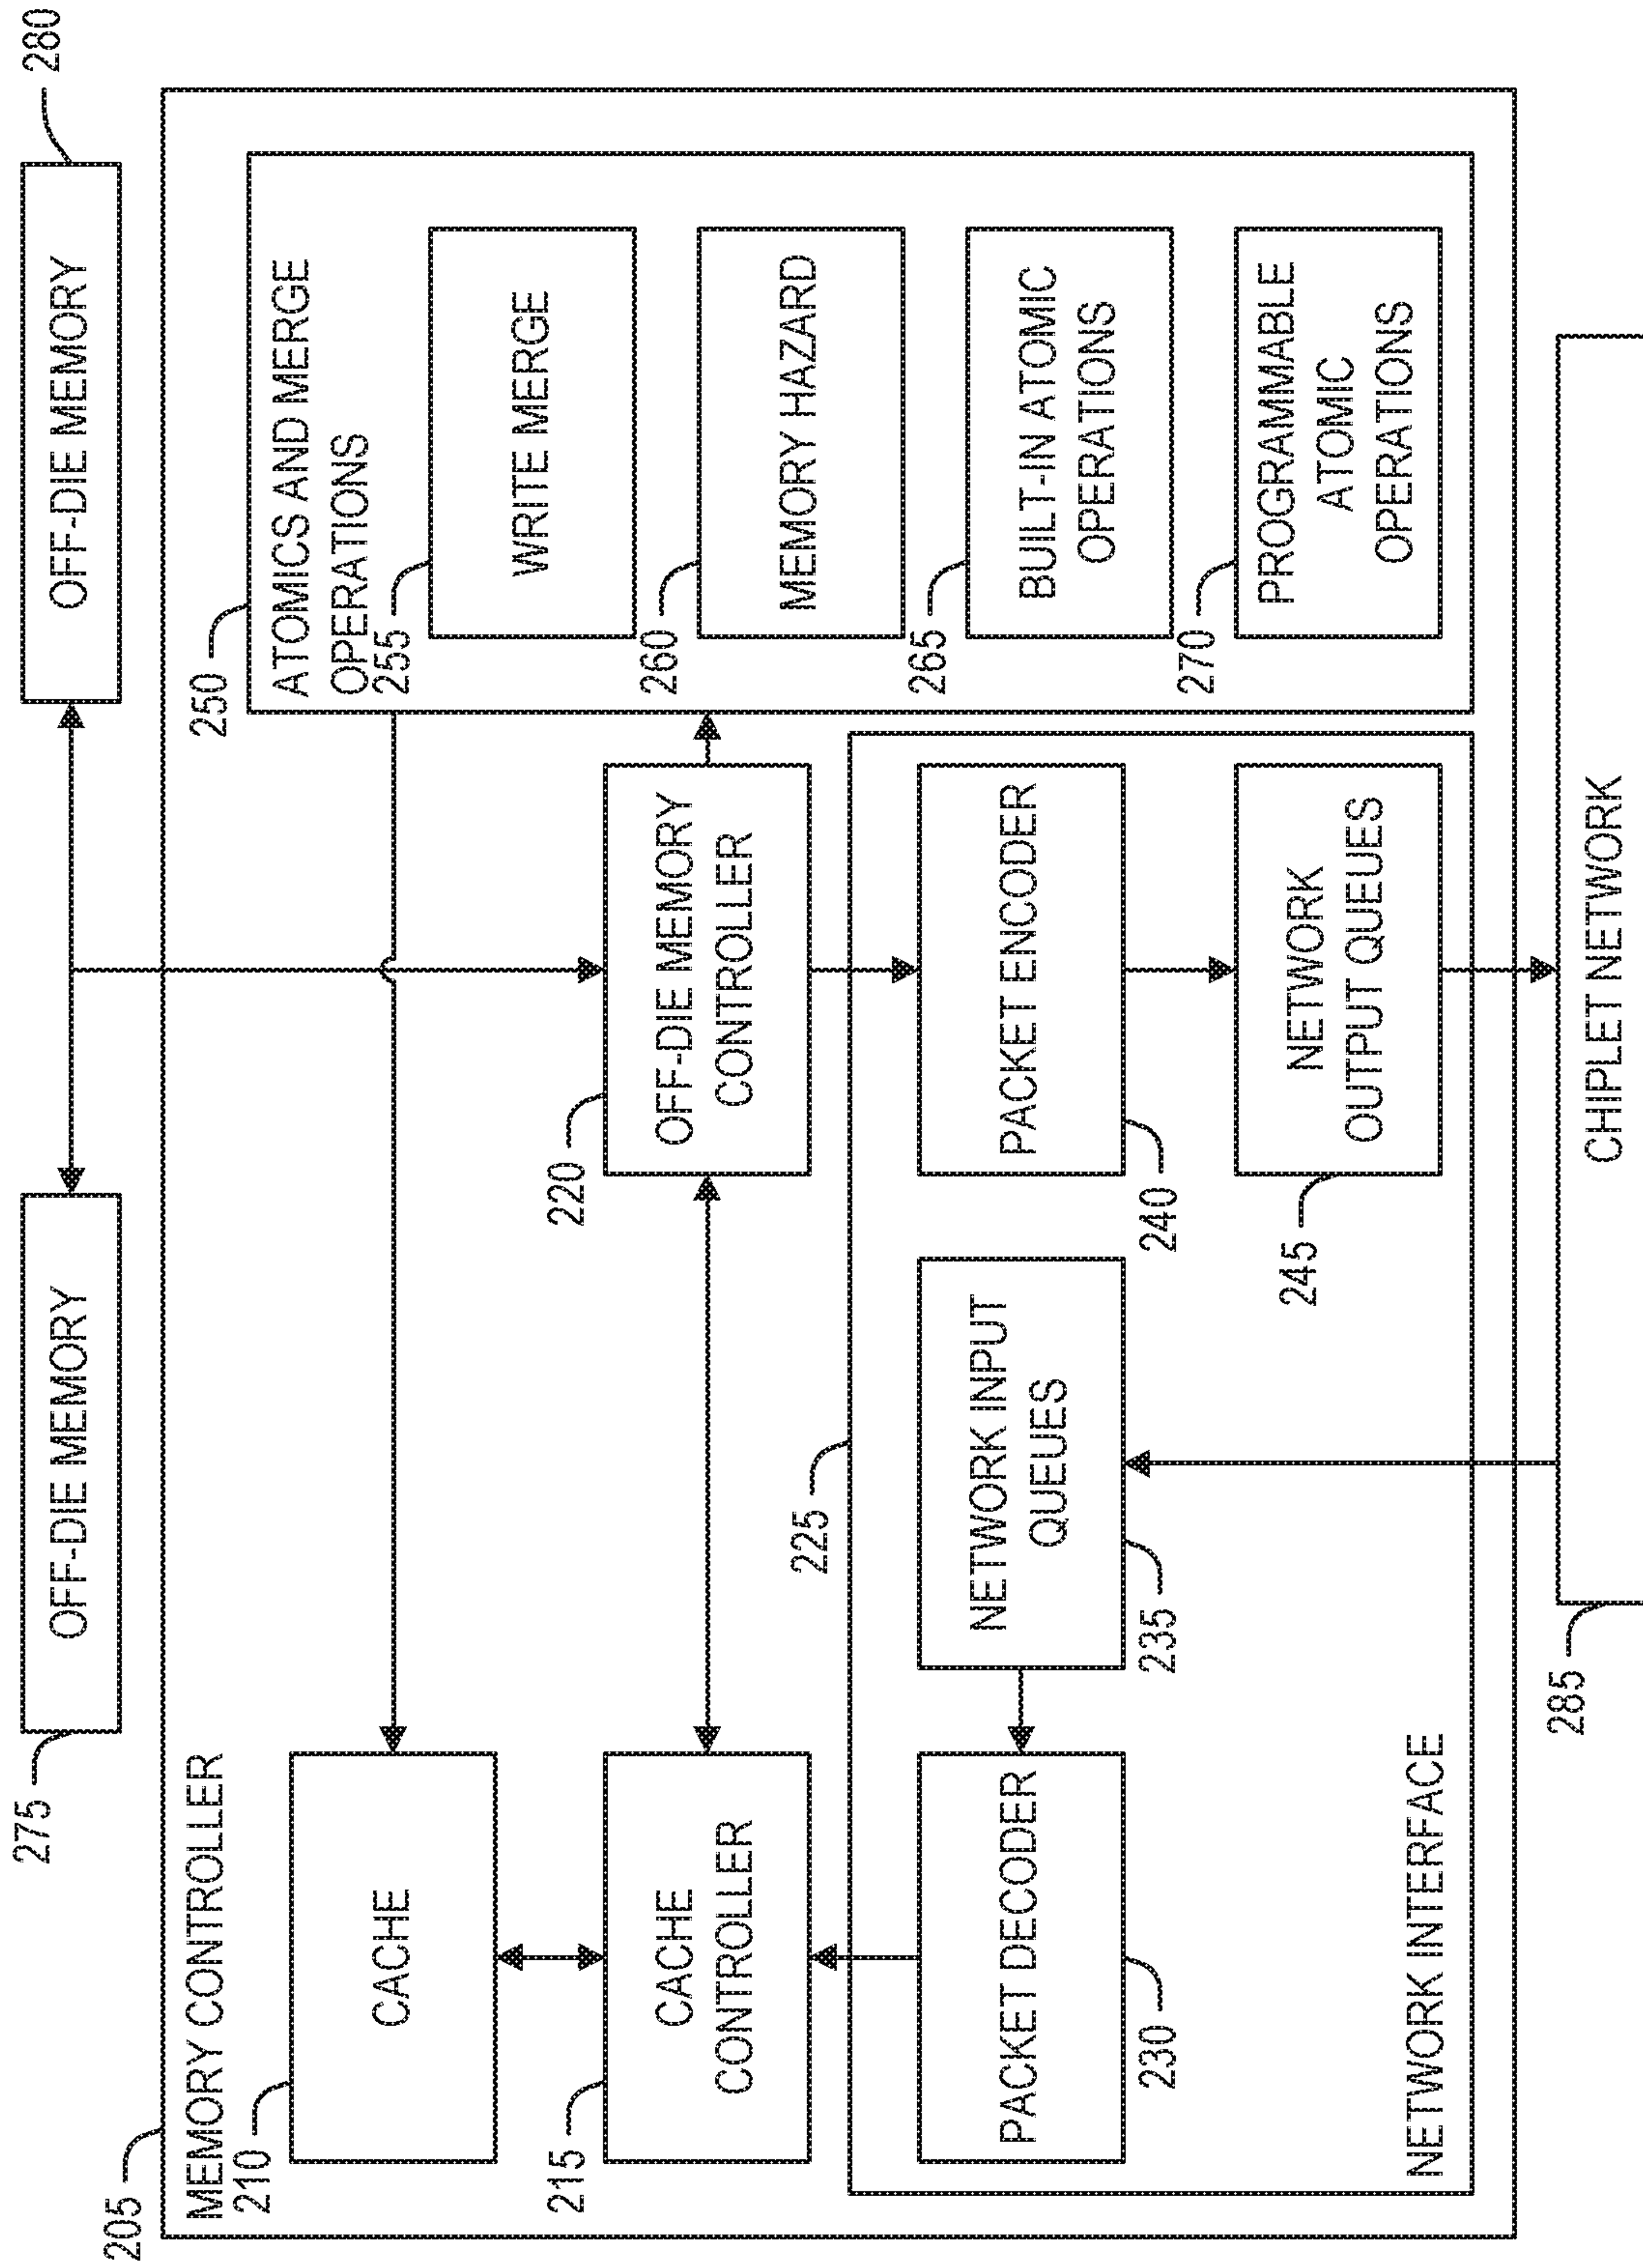 275
OFF-DIE MEMORY
OFF-DIE MEMORY
280
205
MEMORY CONTROLLER
210
CACHE
250
ATOMICS AND MERGE
OPERATIONS
255
WRITE MERGE
215
CACHE
CONTROLLER
220
OFF-DIE MEMORY
CONTROLLER
260
MEMORY HAZARD
225
PACKET DECODER
230
NETWORK INPUT
QUEUES
235
PACKET ENCODER
240
265
BUILT-IN ATOMIC
OPERATIONS
245
NETWORK
OUTPUT QUEUES
270
PROGRAMMABLE
ATOMIC
OPERATIONS
NETWORK INTERFACE
285
CHIPLET NETWORK